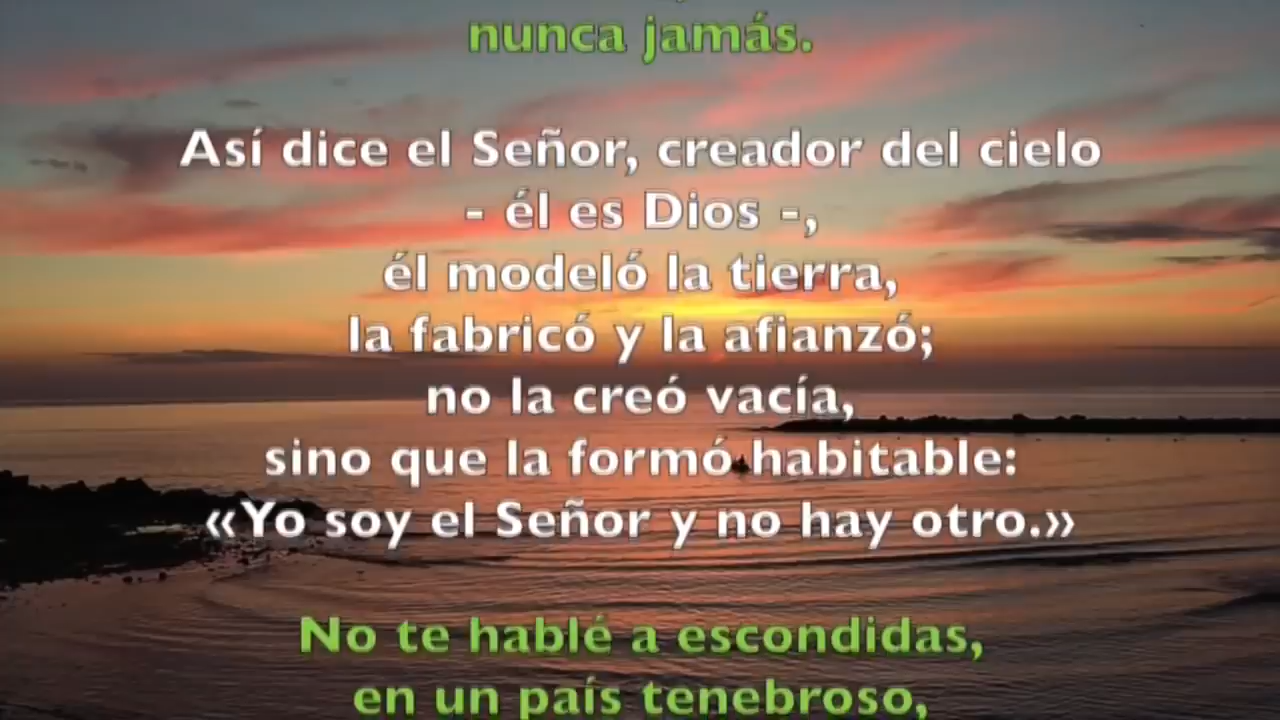 nunca jamás.
Así dice el Señor, creador del cielo
- él es Dios -,
él modeló la tierra,
la fabricó y la afianzó;
no la creó vacía,
sino que la formó habitable:
«Yo soy el Señor y no hay otro.»
No te hablé a escondidas,
en un país tenebroso,